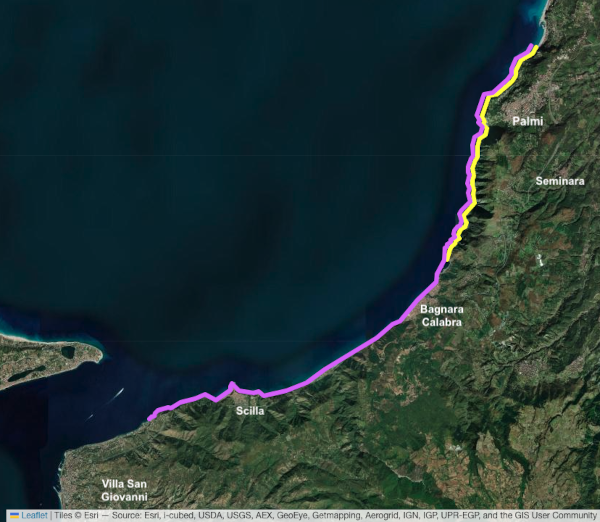 Palmi
Seminara
Bagnara
Calabra
Scilla
Villa San
Giovanni
Leaflet | Tiles © Esri — Source: Esri, i-cubed, USDA, USGS, AEX, GeoEye, Getmapping, Aerogrid, IGN, IGP, UPR-EGP, and the GIS User Community